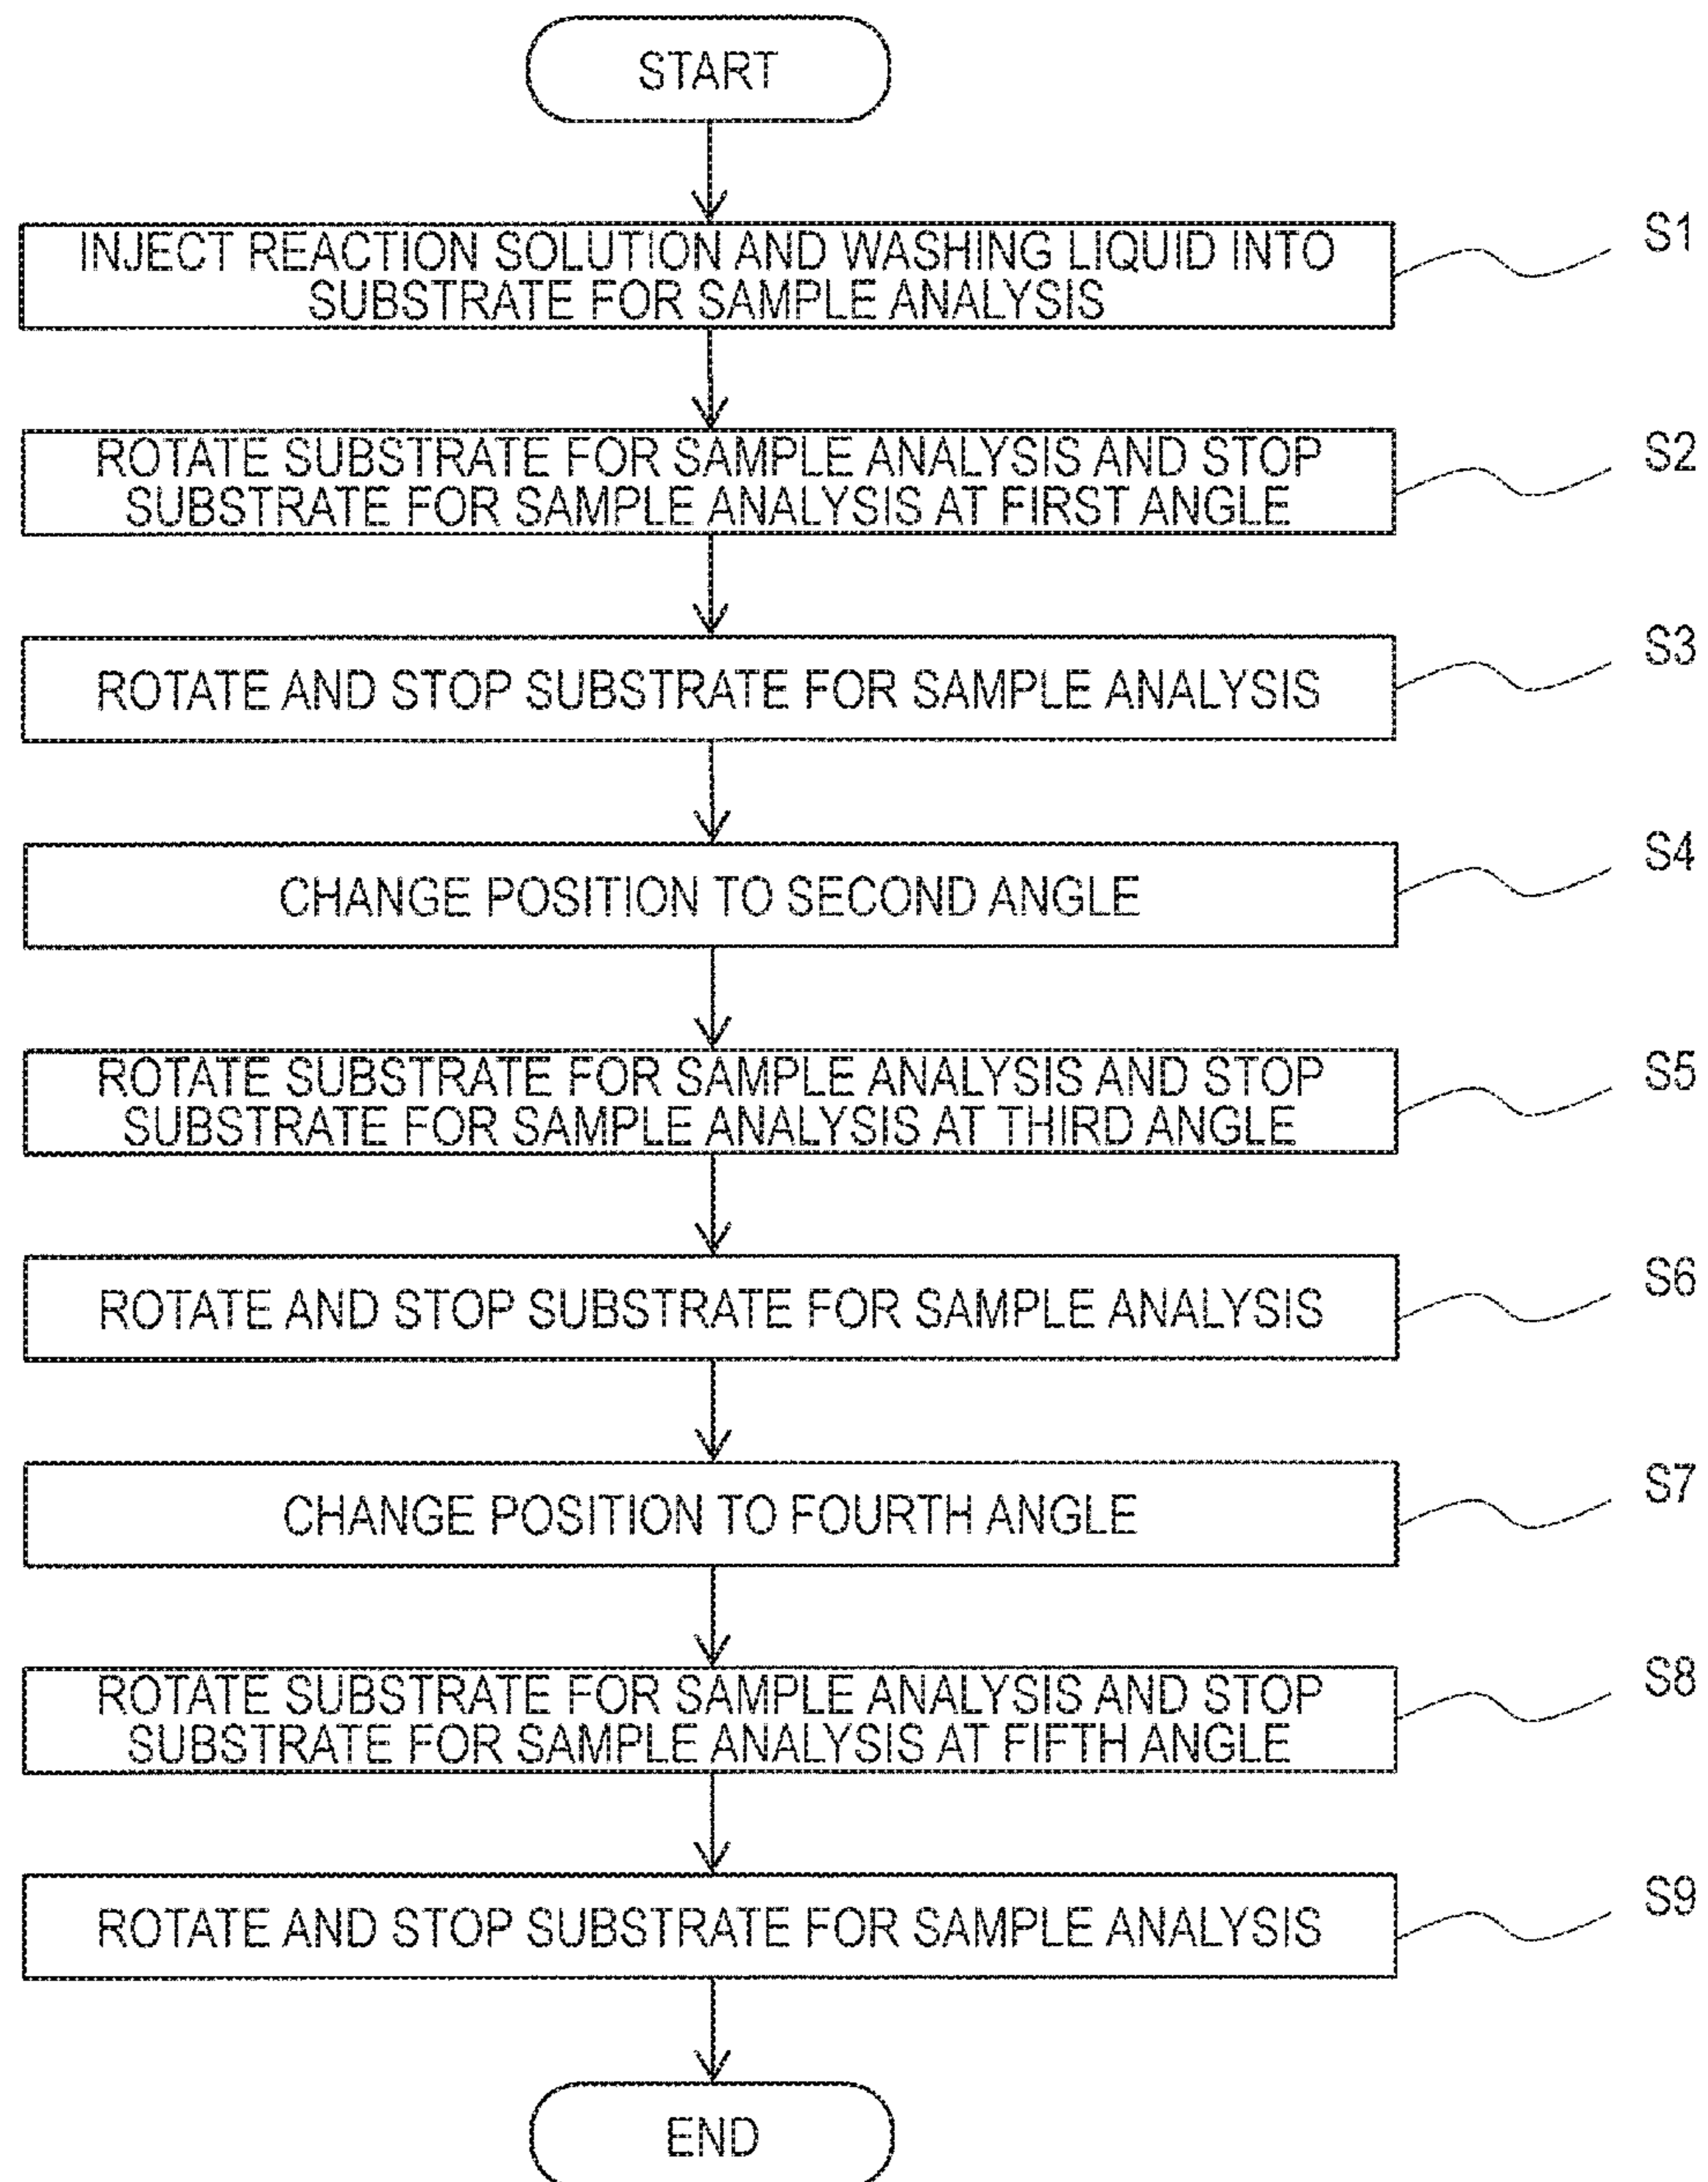 START
INJECT REACTION SOLUTION AND WASHING LIQUID INTO
SUBSTRATE FOR SAMPLE ANALYSIS
S1
ROTATE SUBSTRATE FOR SAMPLE ANALYSIS AND STOP
SUBSTRATE FOR SAMPLE ANALYSIS AT FIRST ANGLE
S2
ROTATE AND STOP SUBSTRATE FOR SAMPLE ANALYSIS
S3
CHANGE POSITION TO SECOND ANGLE
S4
ROTATE SUBSTRATE FOR SAMPLE ANALYSIS AND STOP
SUBSTRATE FOR SAMPLE ANALYSIS AT THIRD ANGLE
S5
ROTATE AND STOP SUBSTRATE FOR SAMPLE ANALYSIS
S6
CHANGE POSITION TO FOURTH ANGLE
S7
ROTATE SUBSTRATE FOR SAMPLE ANALYSIS AND STOP
SUBSTRATE FOR SAMPLE ANALYSIS AT FIFTH ANGLE
S8
ROTATE AND STOP SUBSTRATE FOR SAMPLE ANALYSIS
S9
END